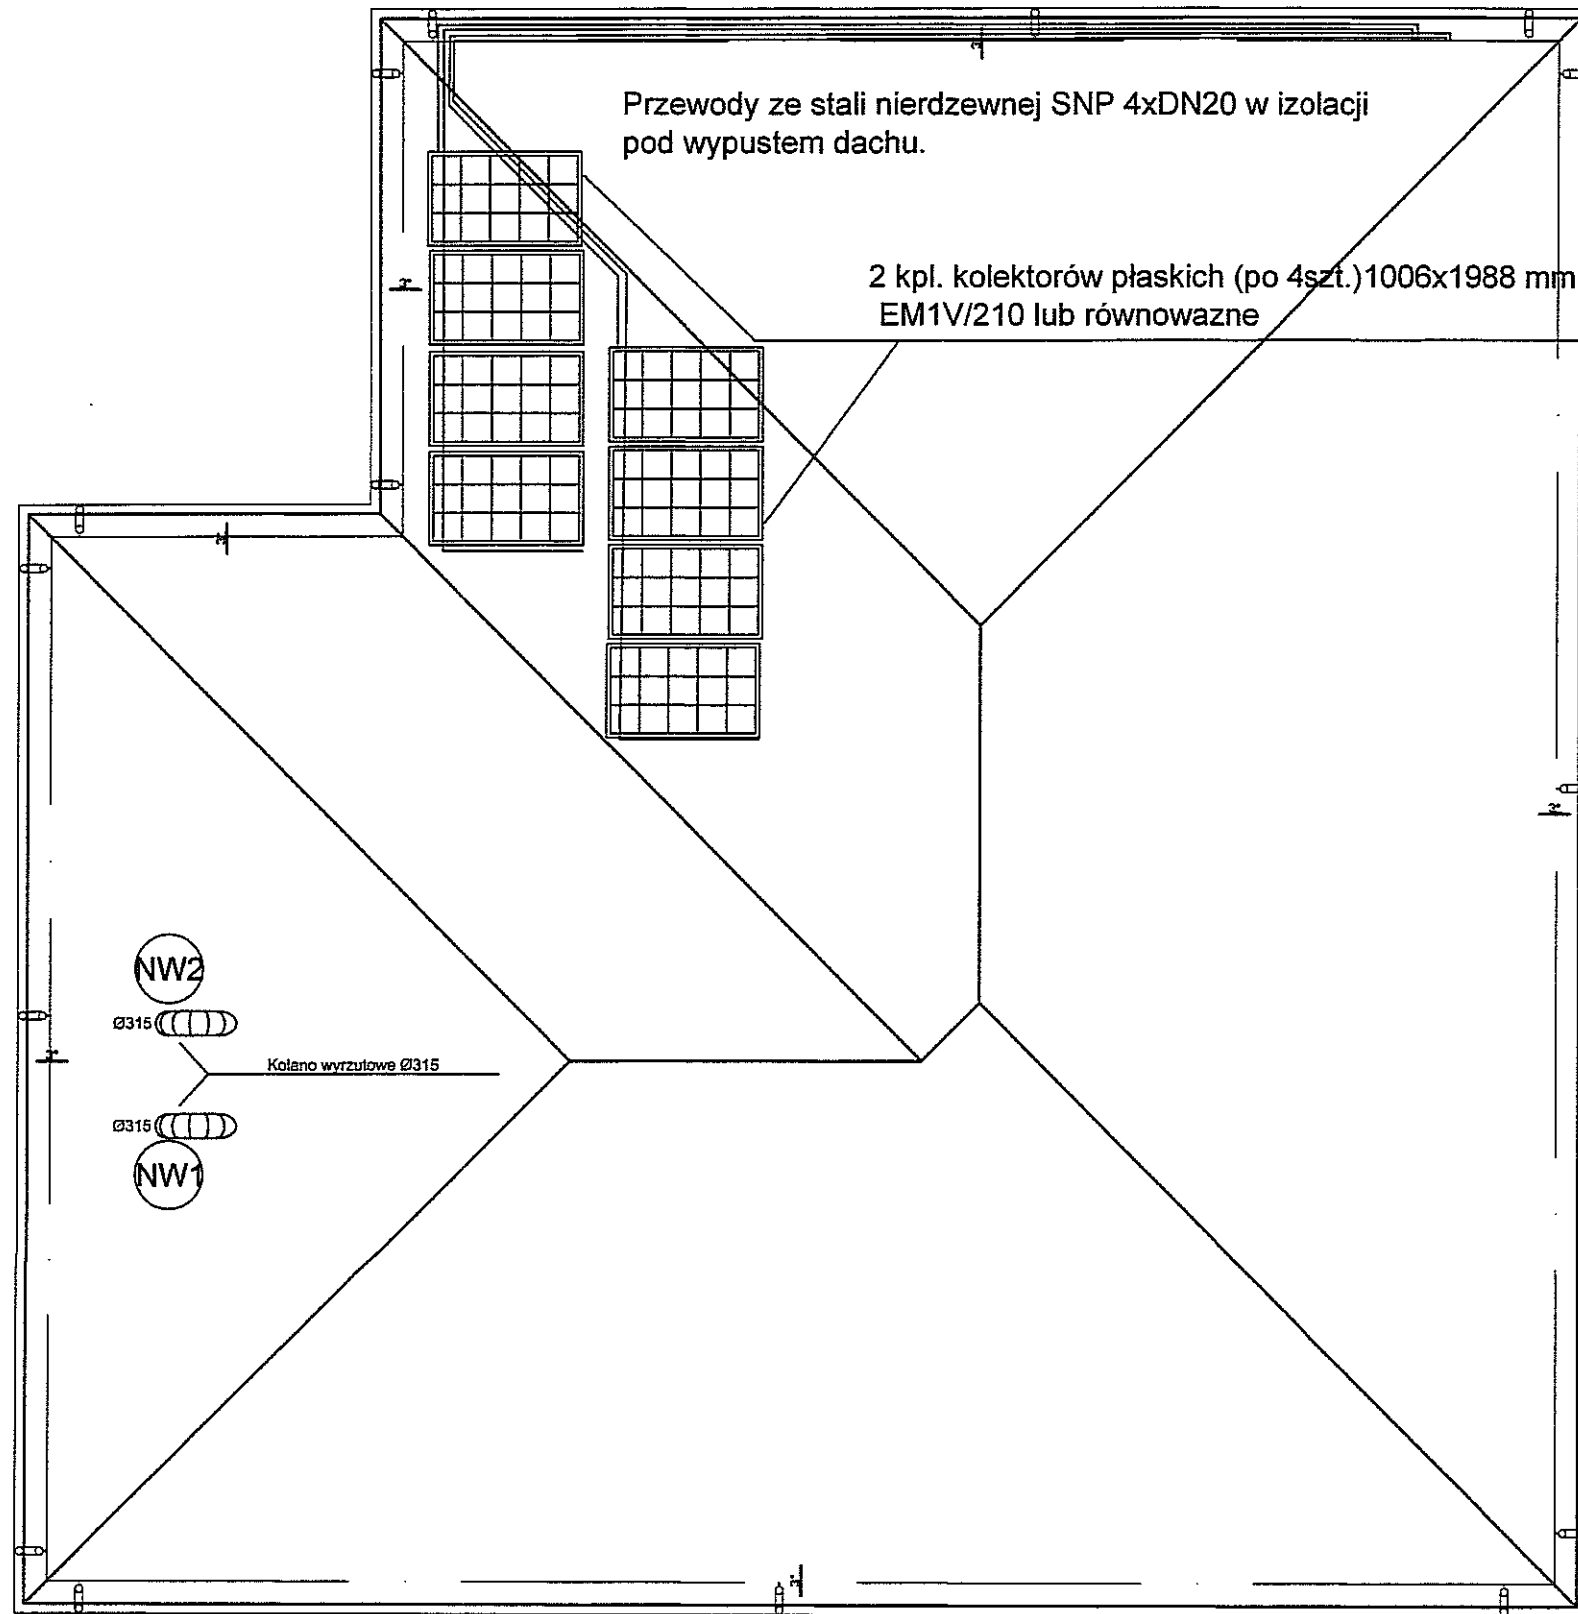 Przewody ze stali nierdzewnej SNP 4xDN20 w izolacji
pod wypustem dachu.
2 kpl. kolektorów płaskich (po 4szt.)1006x1988 mm
EM1V/210 lub równowazne
NW2
Ø315
Kolano wyrzutowe Ø315
Ø315
NW1